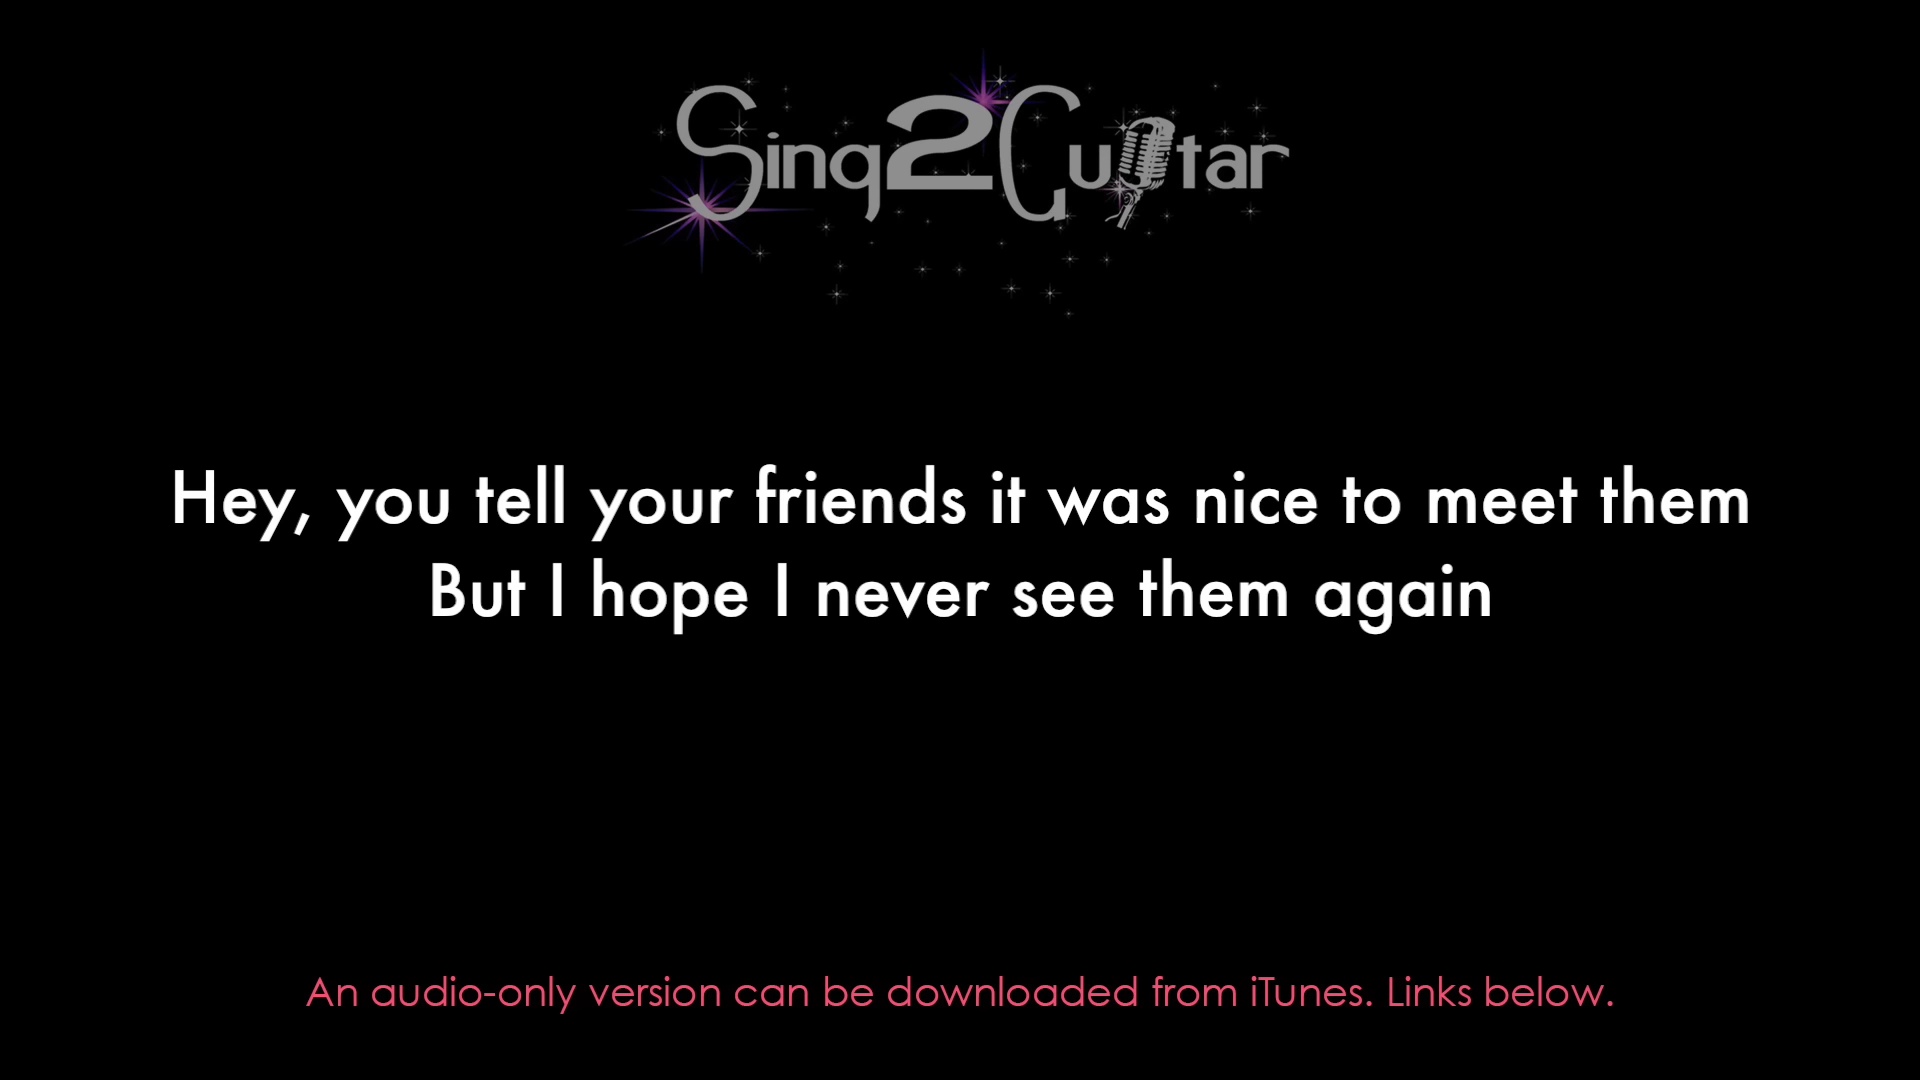 Sing2Guitar
Hey, you tell your friends it was nice to meet them
But I hope I never see them again
An audio-only version can be downloaded from iTunes. Links below.